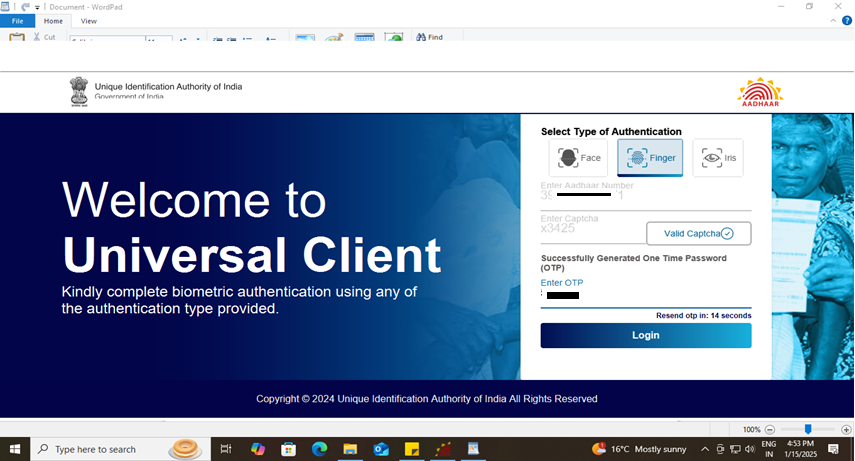 Document - WordPad
File Home View
Cut
Find
Unique Identification Authority of India
Government of India
AADHAAR
Select Type of Authentication
Face Finger Iris
Welcome to
Universal Client
Kindly complete biometric authentication using any of
the authentication type provided.
Enter Aadhaar Number
Enter Captcha
x3425
Valid Captcha
Successfully Generated One Time Password
(OTP)
Enter OTP
Resend otp in: 14 seconds
Login
Copyright © 2024 Unique Identification Authority of India All Rights Reserved
100%
Type here to search
16°C Mostly sunny
ENG
IN
4:53 PM
1/15/2025